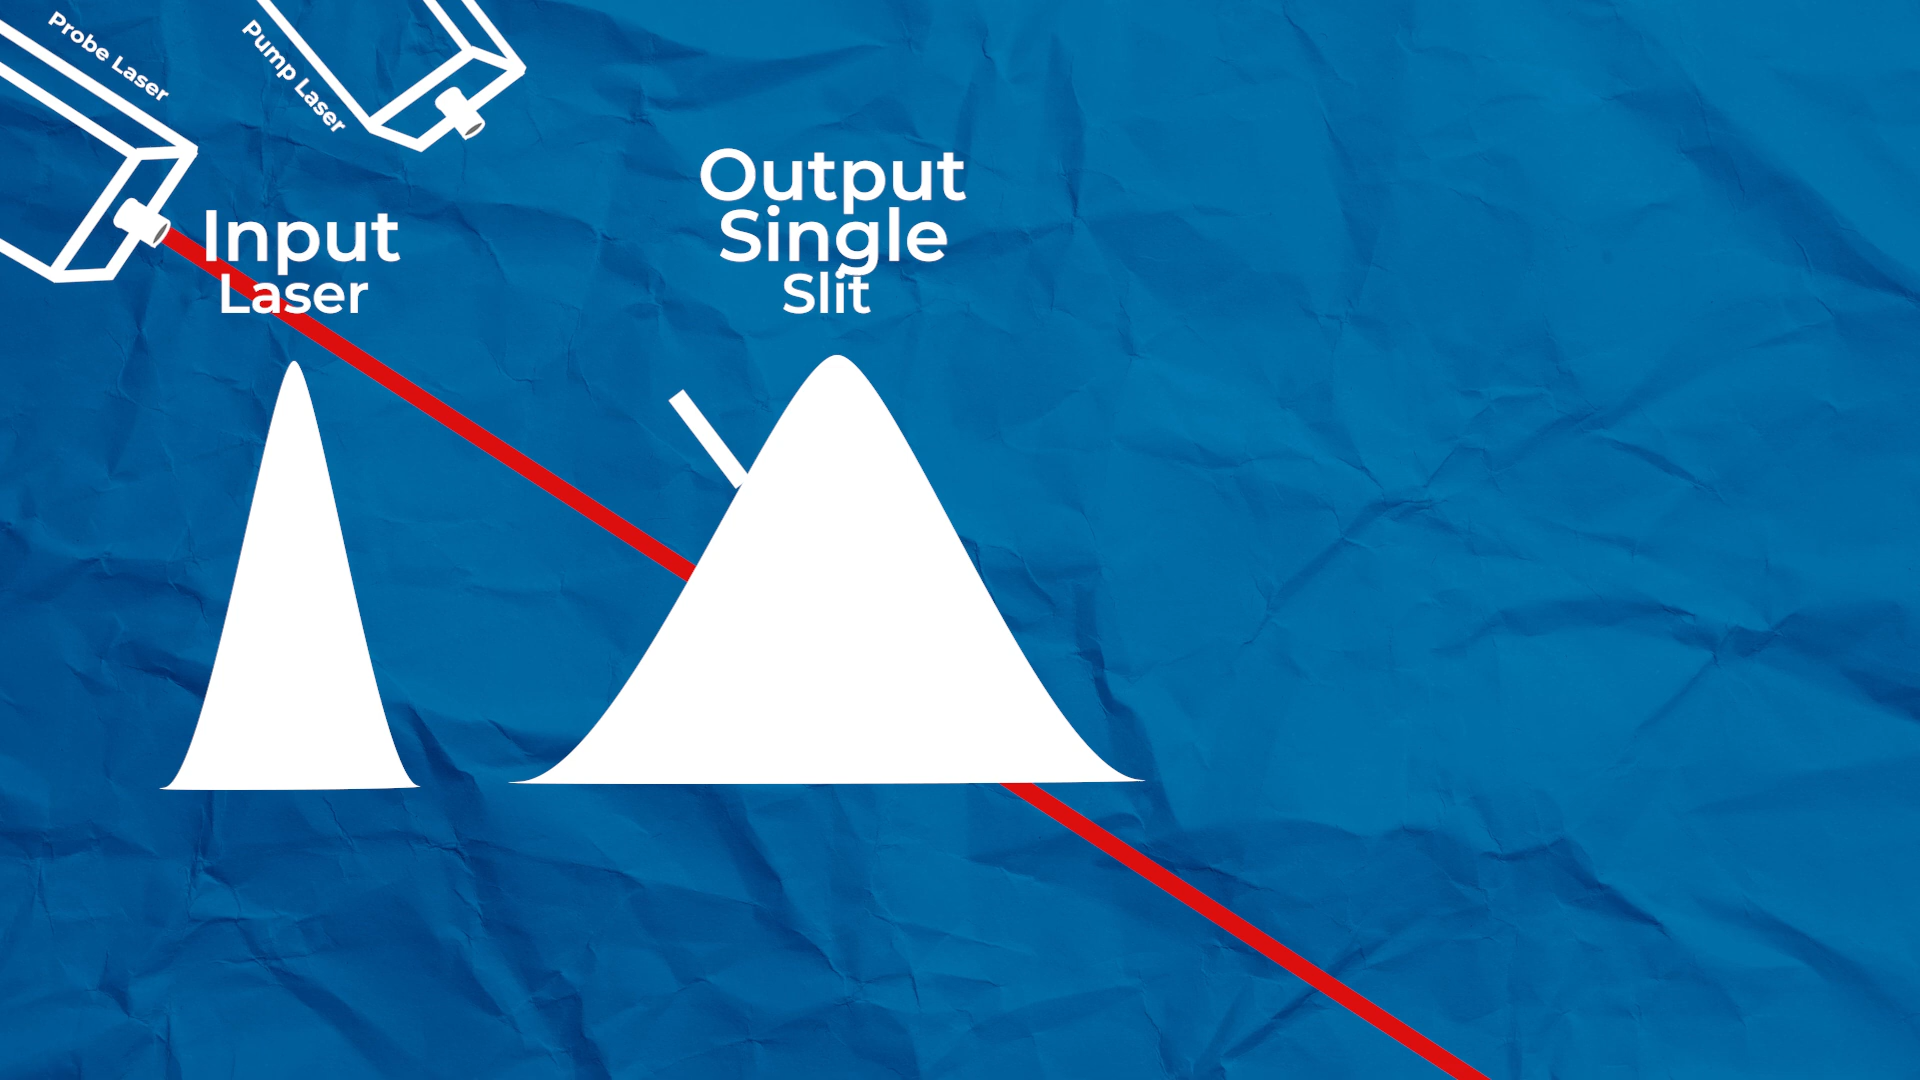 Probe Laser
Pump Laser
Input
Laser
Output
Single
Slit